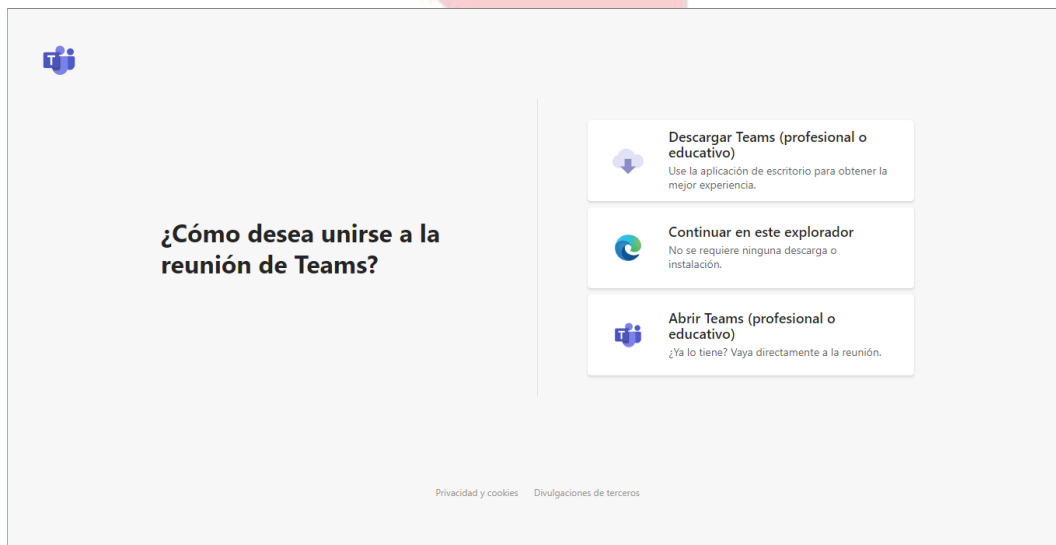 ¿Cómo desea unirse a la
reunión de Teams?
Descargar Teams (profesional o
educativo)
Use la aplicación de escritorio para obtener la
mejor experiencia.
Continuar en este explorador
No se requiere ninguna descarga o
instalación.
Abrir Teams (profesional o
educativo)
¿Ya lo tiene? Vaya directamente a la reunión.
Privacidad y cookies
Divulgaciones de terceros